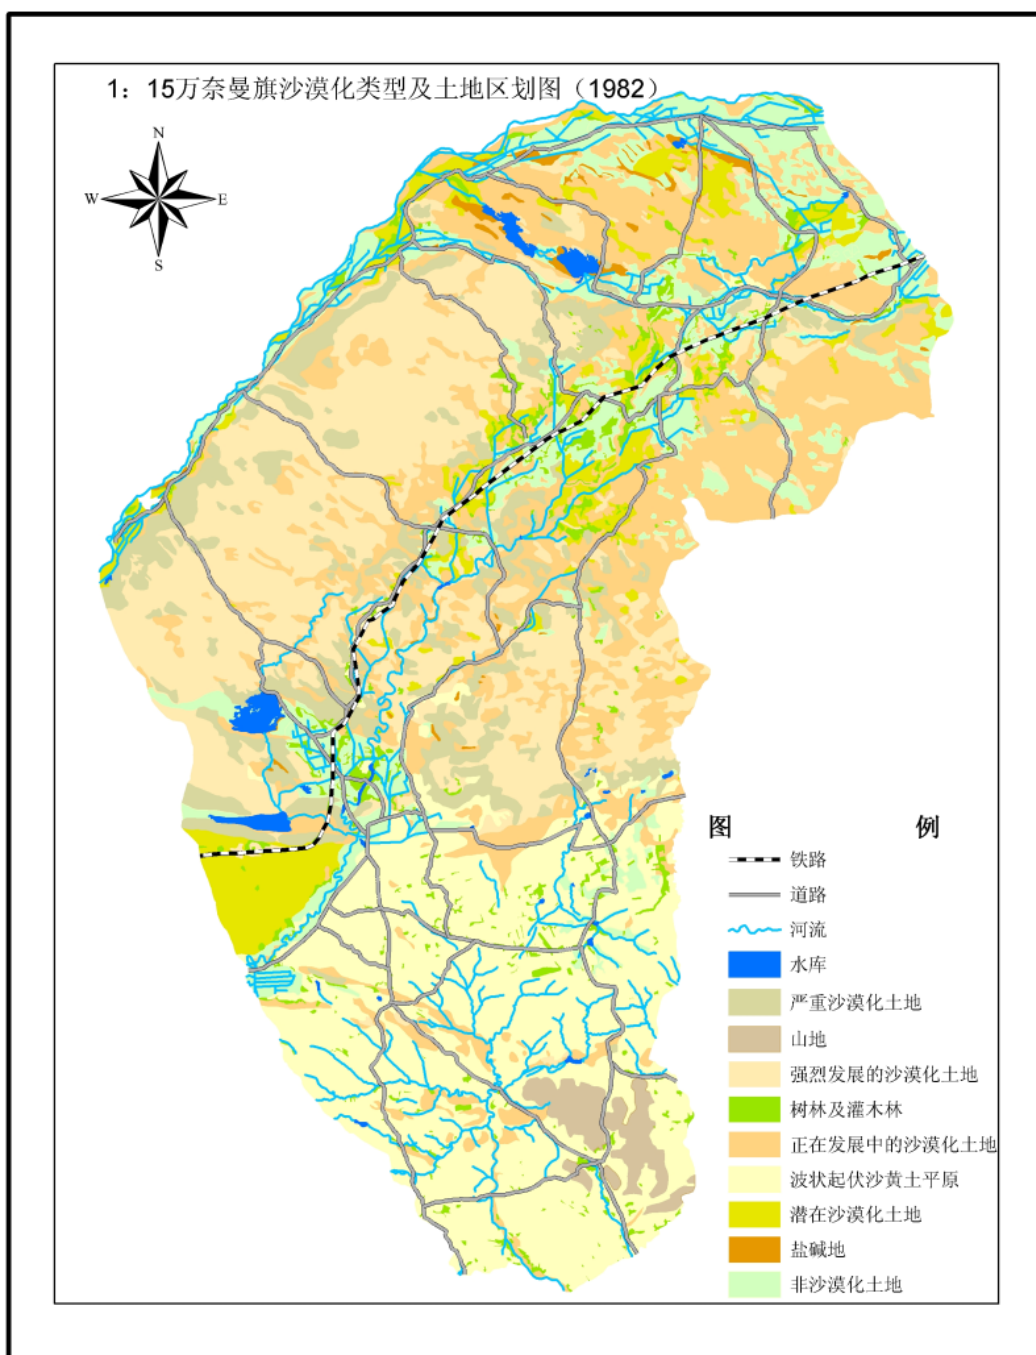 1：15万奈曼旗沙漠化类型及土地区划图（1982）
N
W
E
S
图 例
铁路
道路
河流
水库
严重沙漠化土地
山地
强烈发展的沙漠化土地
树林及灌木林
正在发展中的沙漠化土地
波状起伏沙黄土平原
潜在沙漠化土地
盐碱地
非沙漠化土地